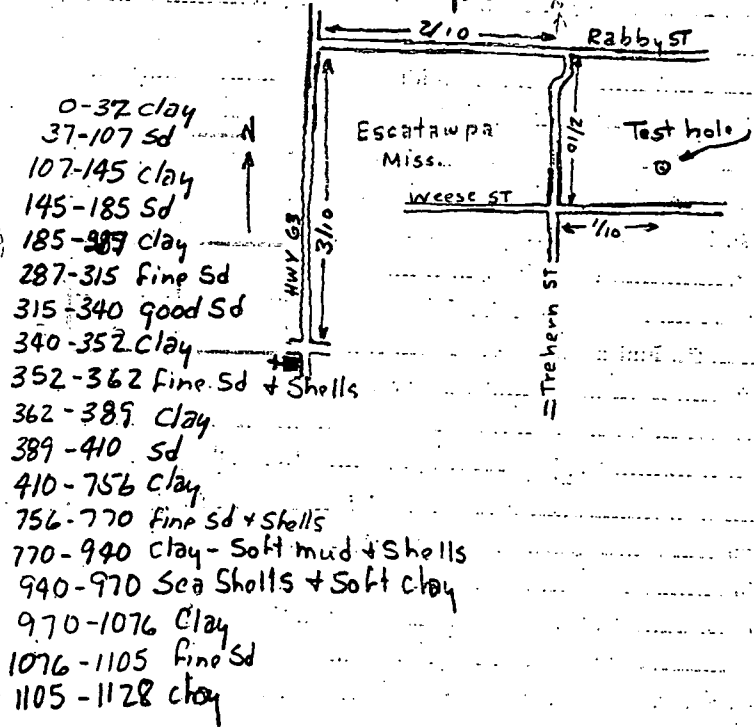 2/10
Rabby ST
0-37 clay
37-107 Sd
107-145 clay
145-185 Sd
185- clay
287-315 fine Sd
315-340 good Sd
340-352 Clay
352-362 fine Sd & Shells
362-389 Clay
389-410 Sd
410-756 Clay
756-770 fine sd & Shells
770-940 Clay - Soft mud & Shells
940-970 Sea Shells & Soft clay
970-1076 Clay
1076-1105 fine Sd
1105-1128 clay
N
HWY 63
3/10
Escatawpa
Miss..
Test hole
Weese ST
1/10
Trehern ST